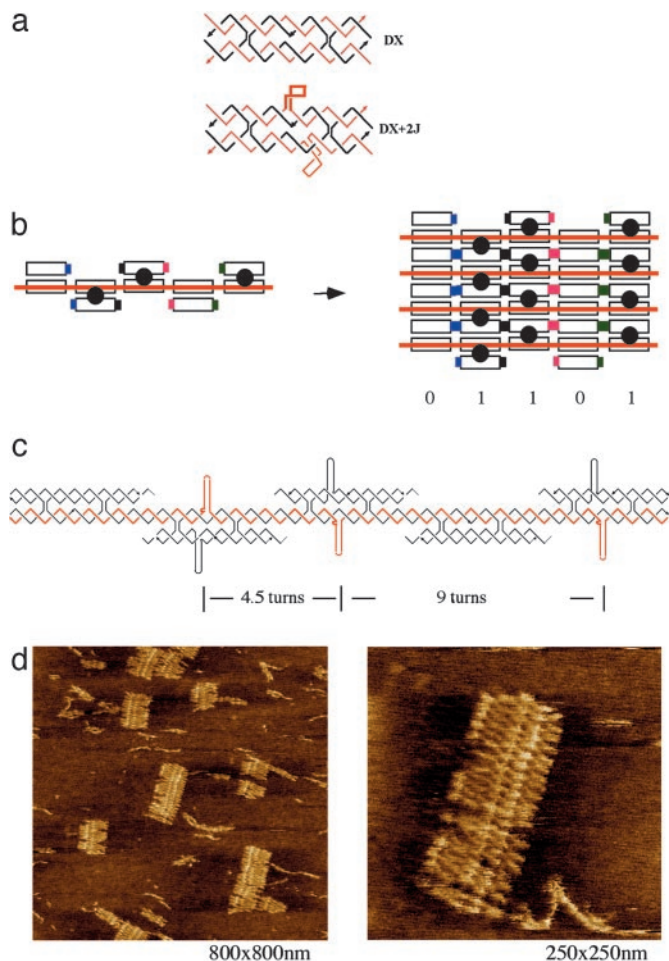 a
DX
DX+2J
b
0 1 1 0 1
c
4.5 turns
9 turns
d
800x800nm
250x250nm